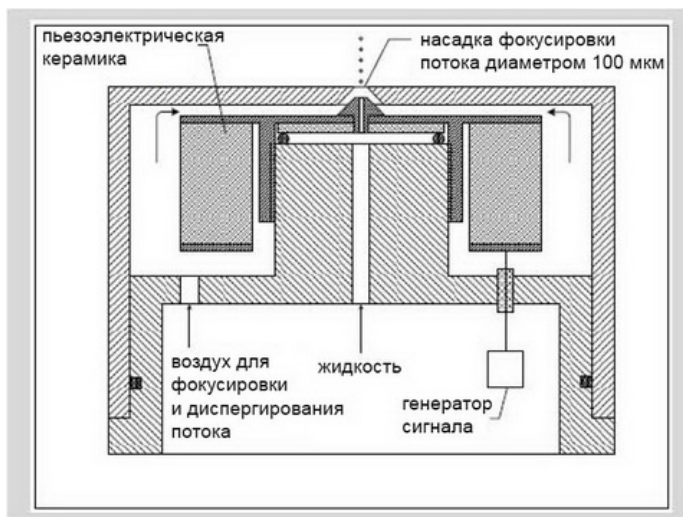 пьезоэлектрическая
керамика
насадка фокусировки
потока диаметром 100 мкм
воздух для
фокусировки
и диспергирования
потока
жидкость
генератор
сигнала